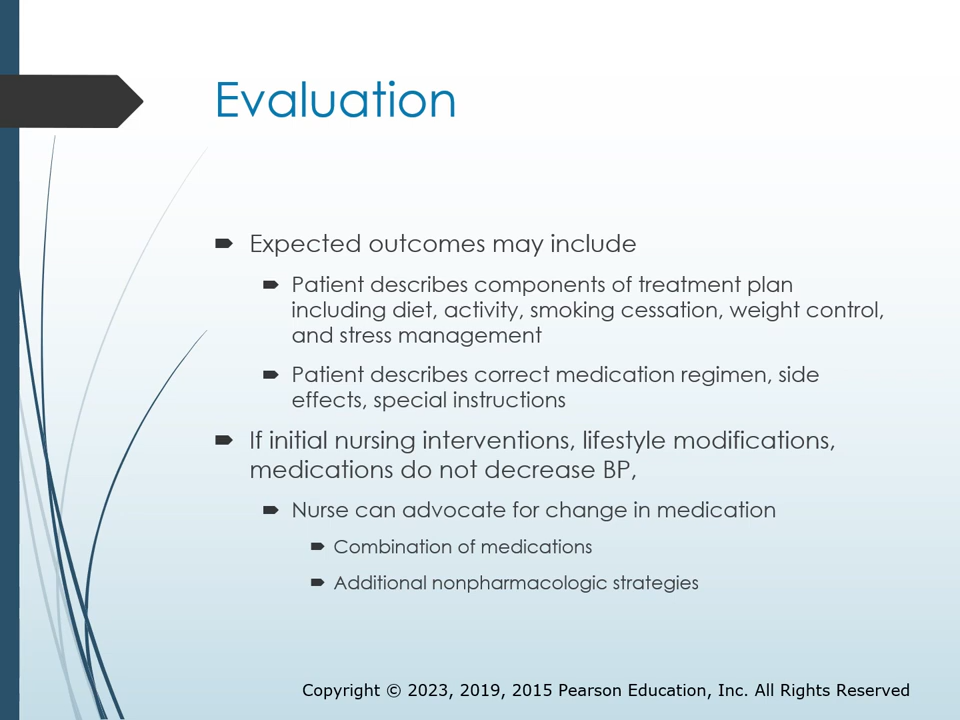 Evaluation
Expected outcomes may include
Patient describes components of treatment plan
including diet, activity, smoking cessation, weight control,
and stress management
Patient describes correct medication regimen, side
effects, special instructions
If initial nursing interventions, lifestyle modifications,
medications do not decrease BP,
Nurse can advocate for change in medication
Combination of medications
Additional nonpharmacologic strategies
Copyright © 2023, 2019, 2015 Pearson Education, Inc. All Rights Reserved